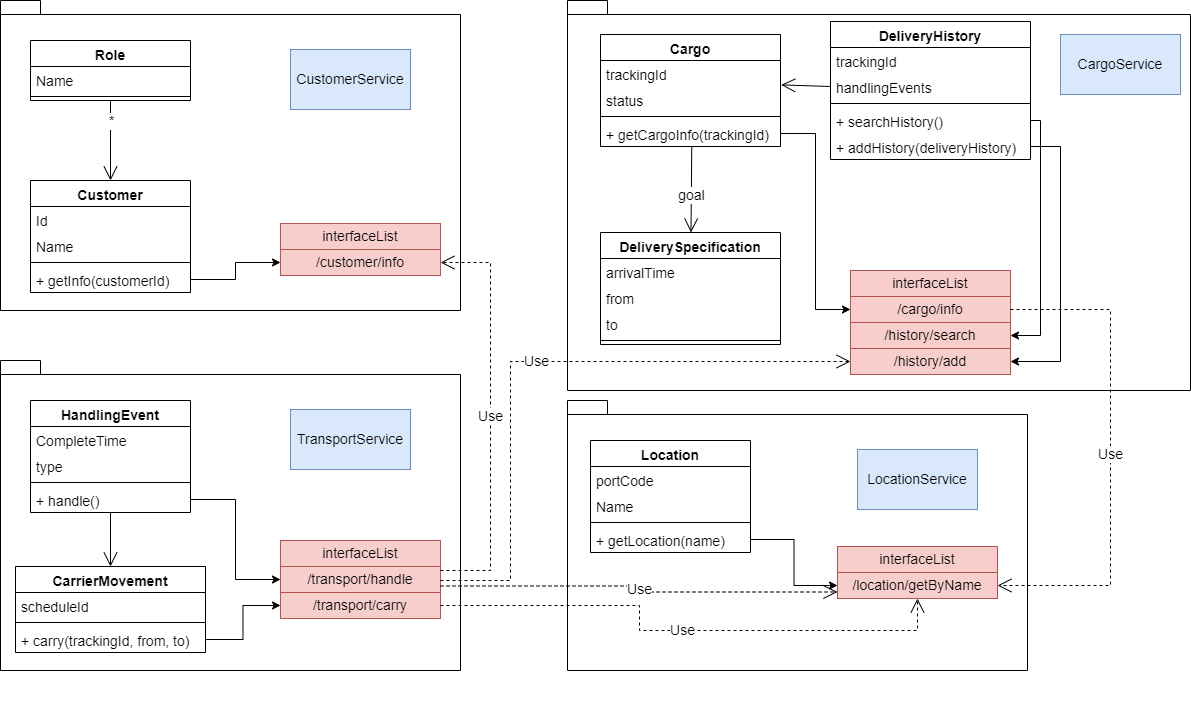 Role
Name
*
Customer
Id
Name
+ getInfo(customerId)
CustomerService
interfaceList
/customer/info
Cargo
trackingId
status
+ getCargoInfo(trackingId)
DeliveryHistory
trackingId
handlingEvents
+ searchHistory()
+ addHistory(deliveryHistory)
CargoService
goal
DeliverySpecification
arrivalTime
from
to
interfaceList
/cargo/info
/history/search
/history/add
Use
Use
Use
HandlingEvent
CompleteTime
type
+ handle()
TransportService
CarrierMovement
scheduleId
+ carry(trackingId, from, to)
interfaceList
/transport/handle
/transport/carry
Use
Use
Location
portCode
Name
+ getLocation(name)
LocationService
interfaceList
/location/getByName